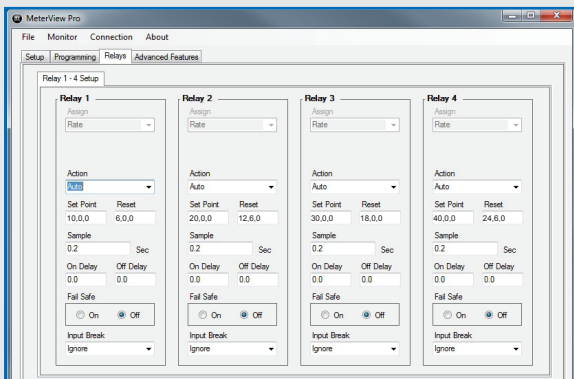 MeterView Pro
File Monitor Connection About
Setup Programming Relays Advanced Features
Relay 1 - 4 Setup
Relay 1 Relay 2 Relay 3 Relay 4
Assign Assign Assign Assign
Rate Rate Rate Rate
Action Action Action Action
Auto Auto Auto Auto
Set Point Reset Set Point Reset Set Point Reset Set Point Reset
10,0,0 6,0,0 20,0,0 12,6,0 30,0,0 18,0,0 40,0,0 24,6,0
Sample Sample Sample Sample
0.2 Sec 0.2 Sec 0.2 Sec 0.2 Sec
On Delay Off Delay On Delay Off Delay On Delay Off Delay On Delay Off Delay
0.0 0.0 0.0 0.0 0.0 0.0 0.0 0.0
Fail Safe Fail Safe Fail Safe Fail Safe
On Off On Off On Off On Off
Input Break Input Break Input Break Input Break
Ignore Ignore Ignore Ignore